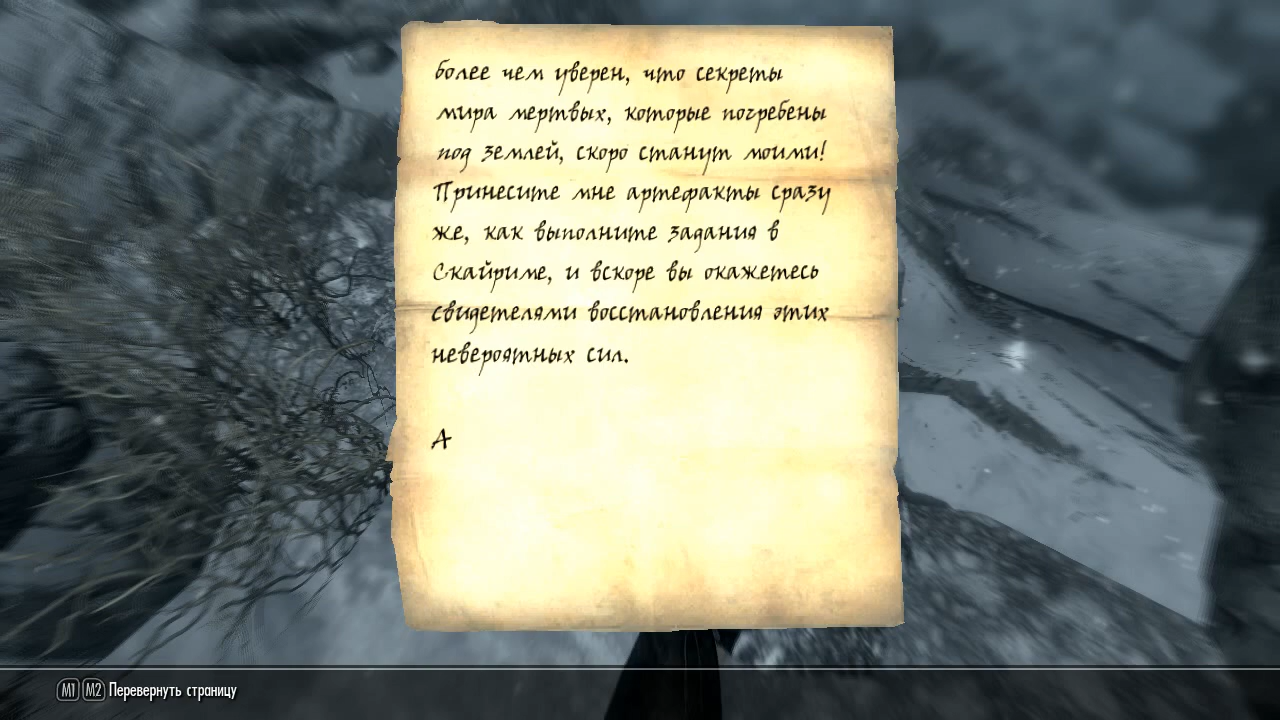 более чем уверен, что секреты
мира мертвых, которые погребены
под землей, скоро станут моими!
Принесите мне артефакты сразу
же, как выполните задания в
Скайриме, и вскоре вы окажетесь
свидетелями восстановления этих
невероятных сил.
А
M1 M2 Перевернуть страницу